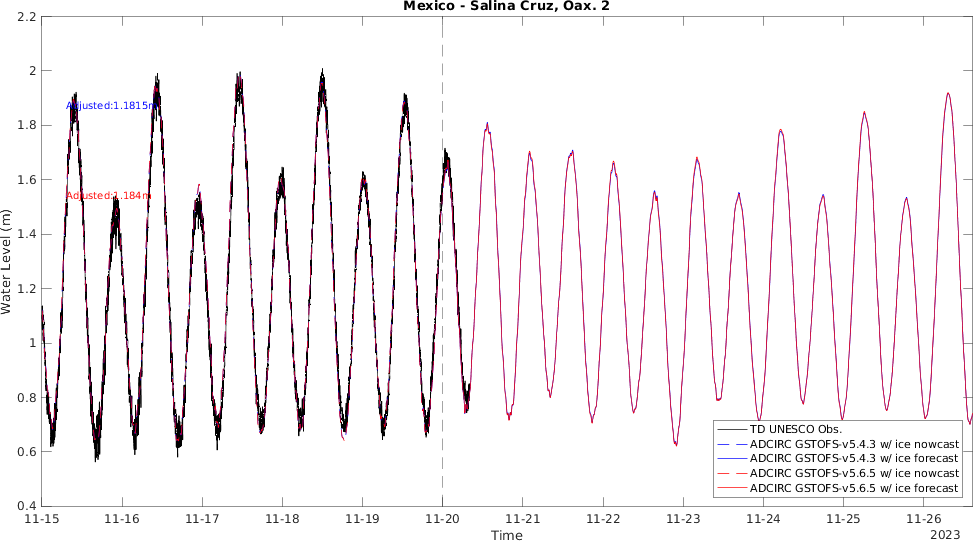 Mexico - Salina Cruz, Oax. 2
Water Level (m)
2.2
2
1.8
1.6
1.4
1.2
1
0.8
0.6
0.4
Adjusted:1.1815m
Adjusted:1.184m
TD UNESCO Obs.
ADCIRC GSTOFS-v5.4.3 w/ ice nowcast
ADCIRC GSTOFS-v5.4.3 w/ ice forecast
ADCIRC GSTOFS-v5.6.5 w/ ice nowcast
ADCIRC GSTOFS-v5.6.5 w/ ice forecast
11-15 11-16 11-17 11-18 11-19 11-20 11-21 11-22 11-23 11-24 11-25 11-26
Time
2023